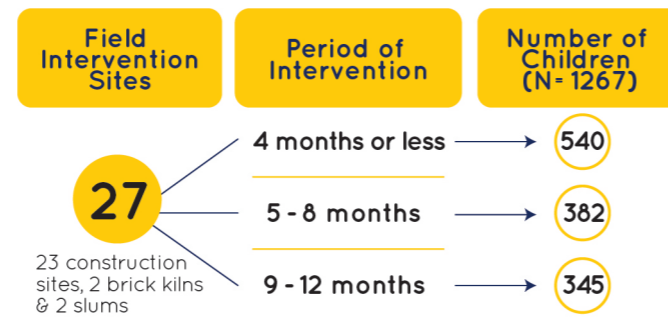 Field
Intervention
Sites
Period of
Intervention
Number of
Children
(N= 1267)
27
23 construction
sites, 2 brick kilns
& 2 slums
4 months or less
540
5 - 8 months
382
9 - 12 months
345